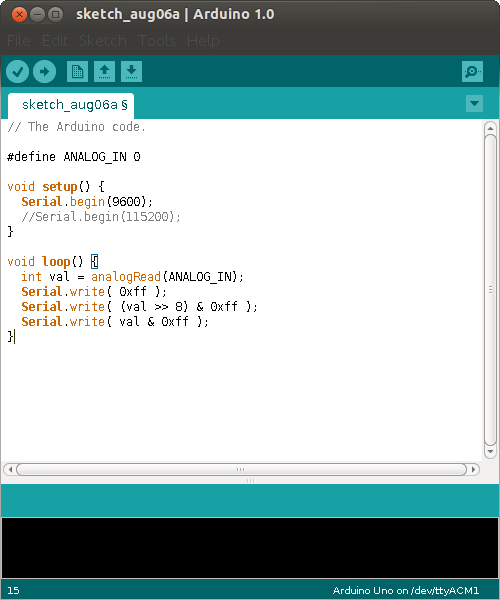 sketch_aug06a | Arduino 1.0
File Edit Sketch Tools Help
sketch_aug06a §
// The Arduino code.
#define ANALOG_IN 0
void setup() {
  Serial.begin(9600);
  //Serial.begin(115200);
}
void loop() {
  int val = analogRead(ANALOG_IN);
  Serial.write( 0xff );
  Serial.write( (val >> 8) & 0xff );
  Serial.write( val & 0xff );
}
15 Arduino Uno on /dev/ttyACM1